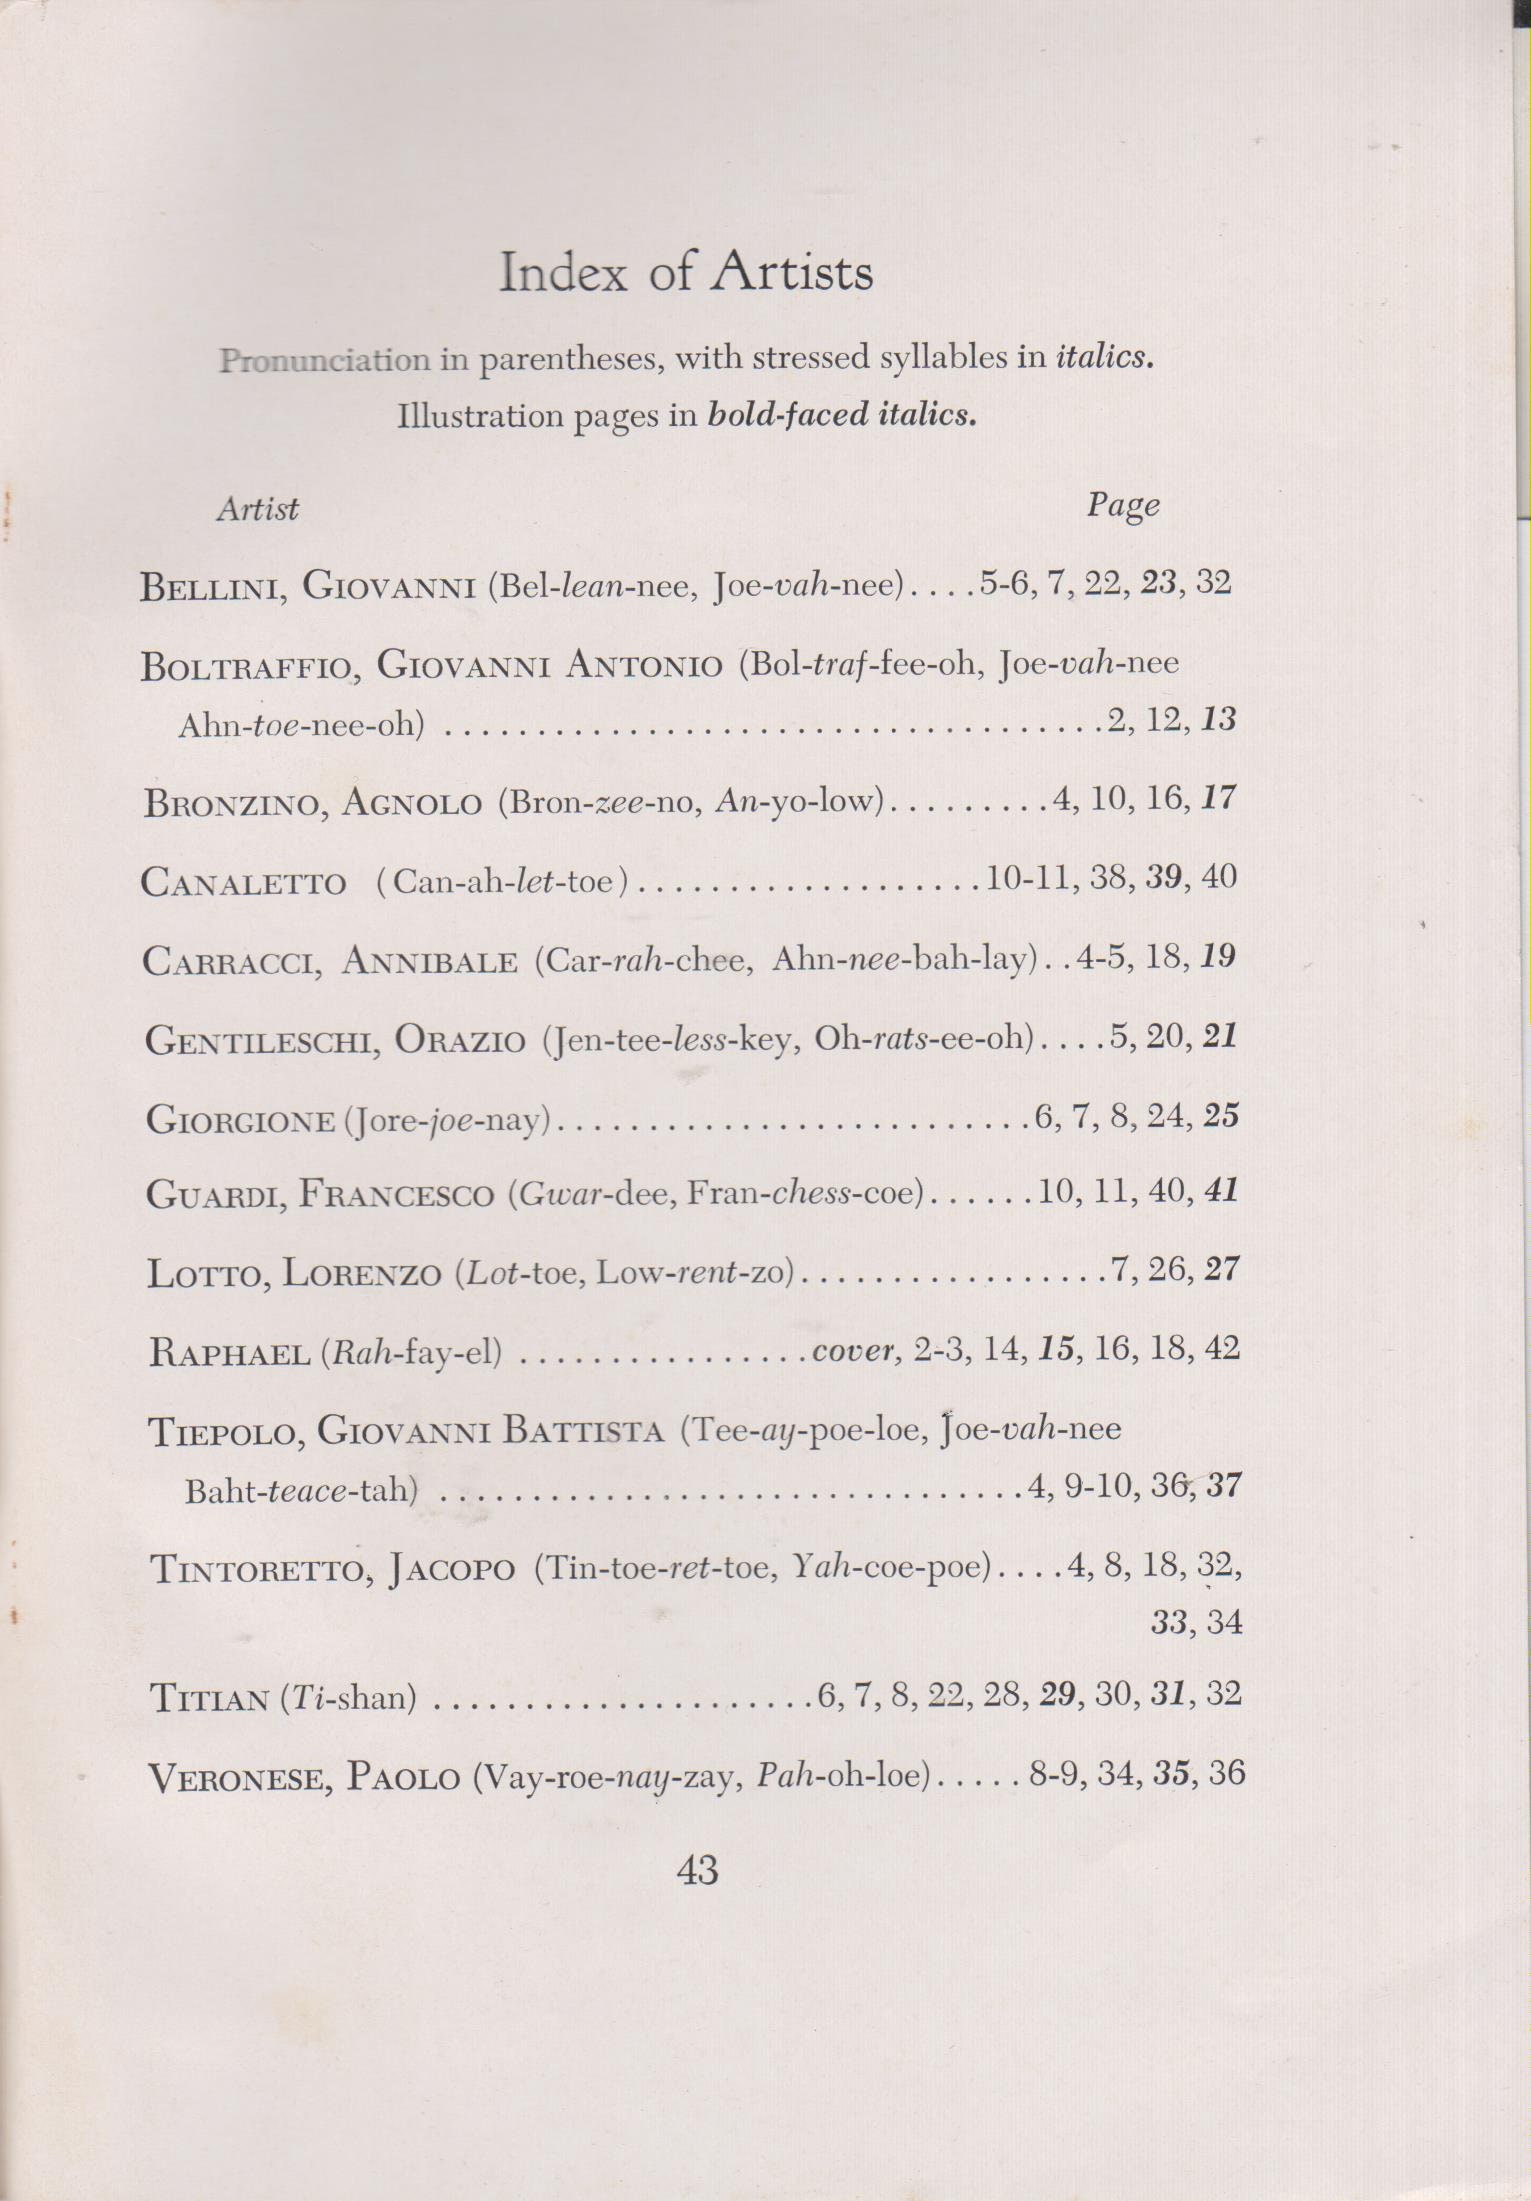 Index of Artists
Pronunciation in parentheses, with stressed syllables in italics.
Illustration pages in bold-faced italics.
Artist Page
BELLINI, GIOVANNI (Bel-lean-nee, Joe-vah-nee)....5-6, 7, 22, 23, 32
BOLTRAFFIO, GIOVANNI ANTONIO (Bol-traf-fee-oh, Joe-vah-nee
Ahn-toe-nee-oh) .....................................2, 12, 13
BRONZINO, AGNOLO (Bron-zee-no, An-yo-low).........4, 10, 16, 17
CANALETTO (Can-ah-let-toe)...................10-11, 38, 39, 40
CARRACCI, ANNIBALE (Car-rah-chee, Ahn-nee-bah-lay)..4-5, 18, 19
GENTILESCHI, ORAZIO (Jen-tee-less-key, Oh-rats-ee-oh)....5, 20, 21
GIORGIONE (Jore-joe-nay)..........................6, 7, 8, 24, 25
GUARDI, FRANCESCO (Gwar-dee, Fran-chess-coe)......10, 11, 40, 41
LOTTO, LORENZO (Lot-toe, Low-rent-zo).................7, 26, 27
RAPHAEL (Rah-fay-el) ................cover, 2-3, 14, 15, 16, 18, 42
TIEPOLO, GIOVANNI BATTISTA (Tee-ay-poe-loe, Joe-vah-nee
Baht-teace-tah) ................................4, 9-10, 36, 37
TINTORETTO, JACOPO (Tin-toe-ret-toe, Yah-coe-poe)....4, 8, 18, 32,
33, 34
TITIAN (Ti-shan) .....................6, 7, 8, 22, 28, 29, 30, 31, 32
VERONESE, PAOLO (Vay-roe-nay-zay, Pah-oh-loe)..... 8-9, 34, 35, 36
43